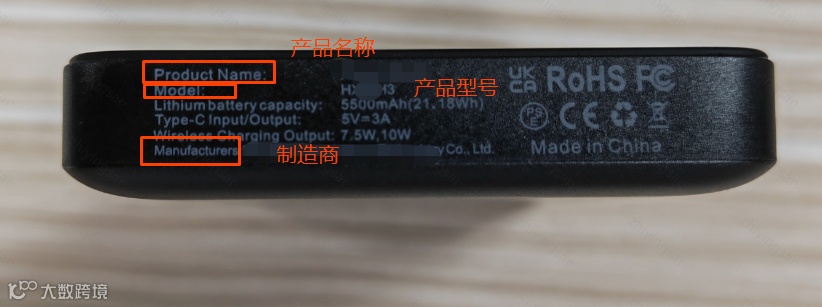 产品名称
Product Name:
Model: 产品型号
Lithium battery capacity: 5500mAh(21.18Wh)
Type-C Input/Output: 5V=3A
Wireless Charging Output: 7.5W,10W
Manufacturers 制造商 Co., Ltd.
UK CA RoHS FC
PSE CE
Made in China
大数跨境